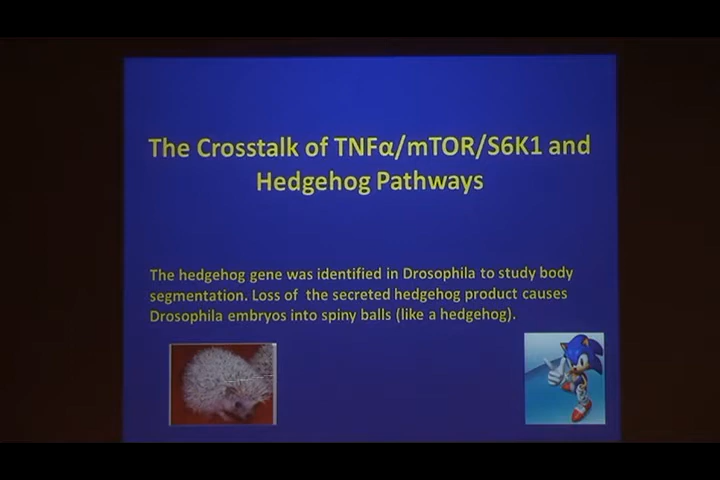 The Crosstalk of TNFα/mTOR/S6K1 and
Hedgehog Pathways
The hedgehog gene was identified in Drosophila to study body
segmentation. Loss of the secreted hedgehog product causes
Drosophila embryos into spiny balls (like a hedgehog).